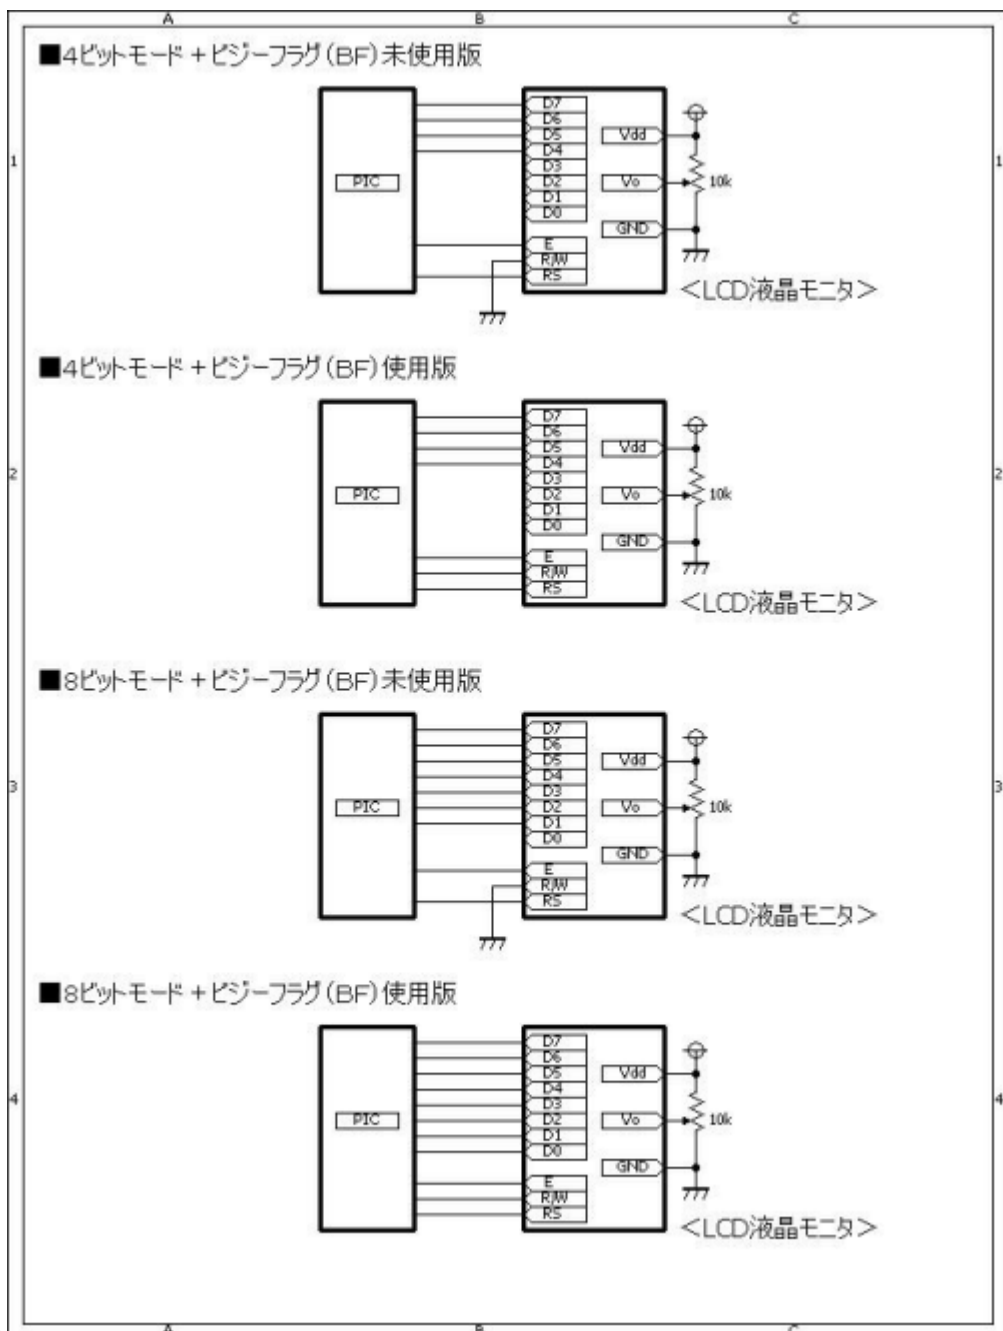 A B C
■4ビットモード＋ビジーフラグ(BF)未使用版
1 1
PIC
D7
D6
D5
D4
D3
D2
D1
D0
E
R/W
RS
Vdd
Vo
GND
10k
＜LCD液晶モニタ＞
■4ビットモード＋ビジーフラグ(BF)使用版
2 2
PIC
D7
D6
D5
D4
D3
D2
D1
D0
E
R/W
RS
Vdd
Vo
GND
10k
＜LCD液晶モニタ＞
■8ビットモード＋ビジーフラグ(BF)未使用版
3 3
PIC
D7
D6
D5
D4
D3
D2
D1
D0
E
R/W
RS
Vdd
Vo
GND
10k
＜LCD液晶モニタ＞
■8ビットモード＋ビジーフラグ(BF)使用版
4 4
PIC
D7
D6
D5
D4
D3
D2
D1
D0
E
R/W
RS
Vdd
Vo
GND
10k
＜LCD液晶モニタ＞
A B C